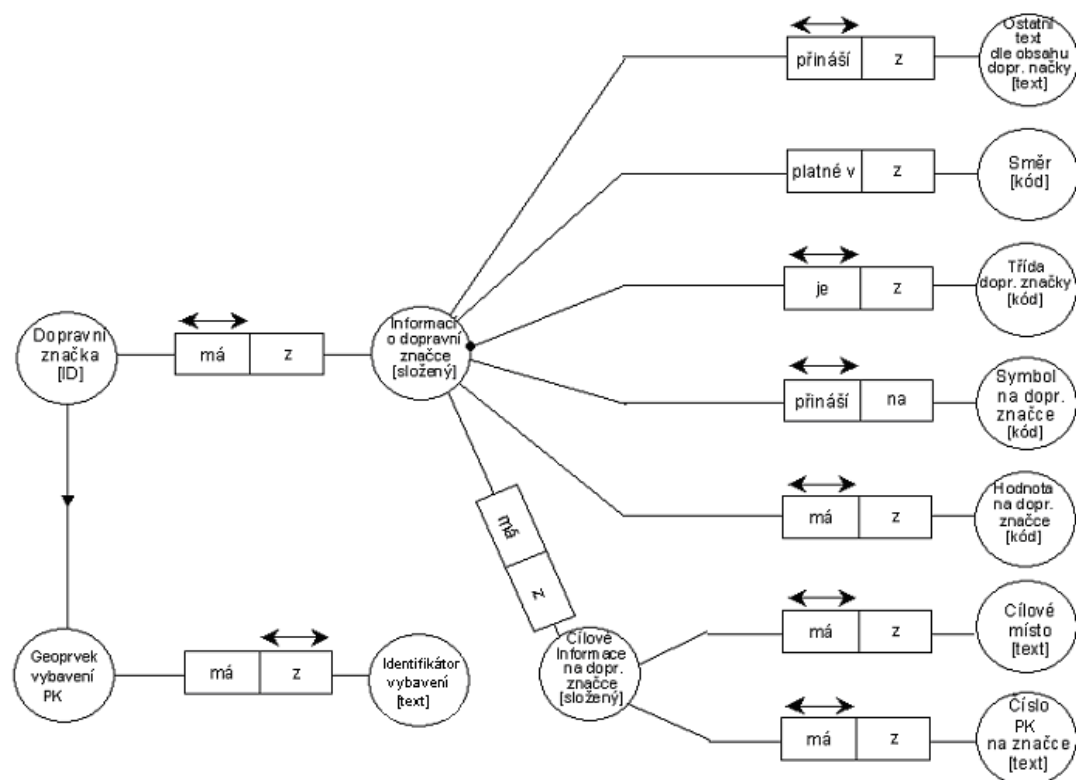 Ostatní
text
dle obsahu
dopr. načky
[text]
přináší
z
platné v
z
Směr
[kód]
Třída
dopr. značky
[kód]
je
z
Dopravní
značka
[ID]
má
z
Informací
o dopravní
značce
[složený]
Symbol
na dopr.
značce
[kód]
přináší
na
Hodnota
na dopr.
značce
[kód]
má
z
má
z
Cílové
místo
[text]
má
z
Geoprvek
vybavení
PK
má
z
Identifikátor
vybavení
[text]
Cílové
Informace
na dopr.
značce
[složený]
Číslo
PK
na značce
[text]
má
z